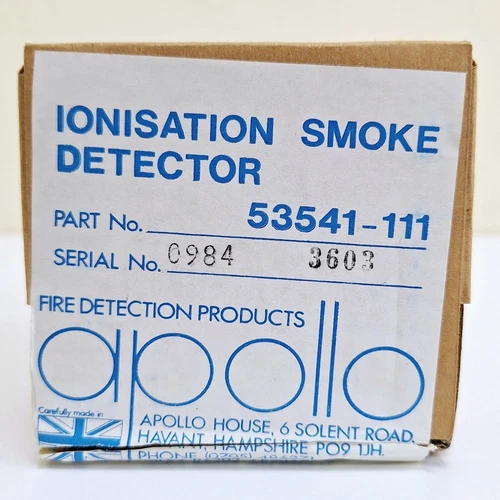 IONISATION SMOKE
DETECTOR
PART No. 53541-111
SERIAL No. 0984 3603
FIRE DETECTION PRODUCTS
apollo
Carefully made in
APOLLO HOUSE, 6 SOLENT ROAD,
HAVANT, HAMPSHIRE PO9 1JH.
PHONE